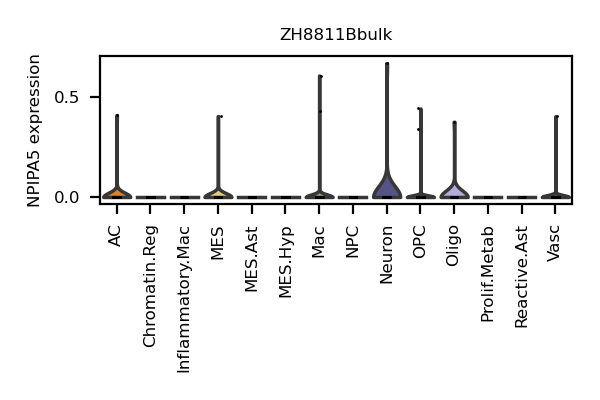 ZH8811Bbulk
NPIPA5 expression
0.5
0.0
AC
Chromatin.Reg
Inflammatory.Mac
MES
MES.Ast
MES.Hyp
Mac
NPC
Neuron
OPC
Oligo
Prolif.Metab
Reactive.Ast
Vasc